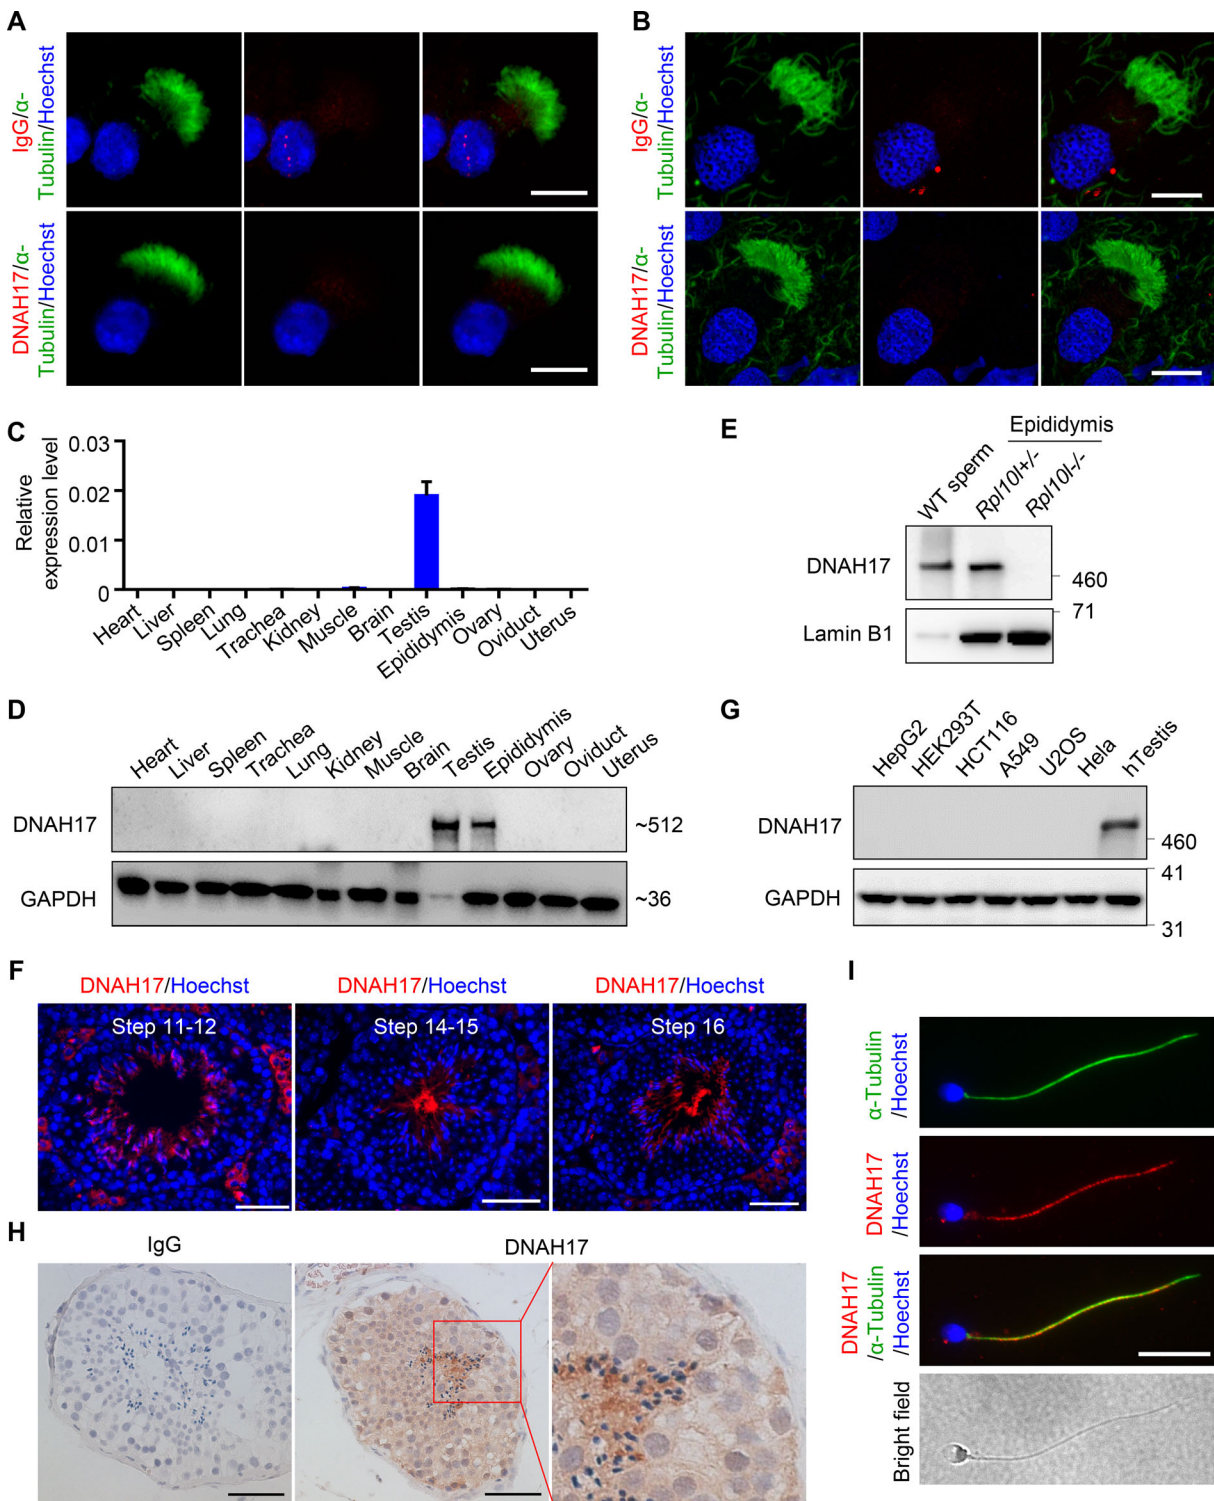 A
IgG/α-
Tubulin/Hoechst
DNAH17/α-
Tubulin/Hoechst
B
IgG/α-
Tubulin/Hoechst
DNAH17/α-
Tubulin/Hoechst
C
Relative
expression level
0.03
0.02
0.01
0
Heart
Liver
Spleen
Lung
Trachea
Kidney
Muscle
Brain
Testis
Epididymis
Ovary
Oviduct
Uterus
E
Epididymis
WT sperm
Rpl10l+/-
Rpl10l-/-
DNAH17
460
71
Lamin B1
D
Heart
Liver
Spleen
Trachea
Lung
Kidney
Muscle
Brain
Testis
Epididymis
Ovary
Oviduct
Uterus
DNAH17
~512
GAPDH
~36
G
HepG2
HEK293T
HCT116
A549
U2OS
Hela
hTestis
DNAH17
460
41
GAPDH
31
F
DNAH17/Hoechst
DNAH17/Hoechst
DNAH17/Hoechst
Step 11-12
Step 14-15
Step 16
H
IgG
DNAH17
I
α-Tubulin
/Hoechst
DNAH17
/Hoechst
DNAH17
/α-Tubulin
/Hoechst
Bright field